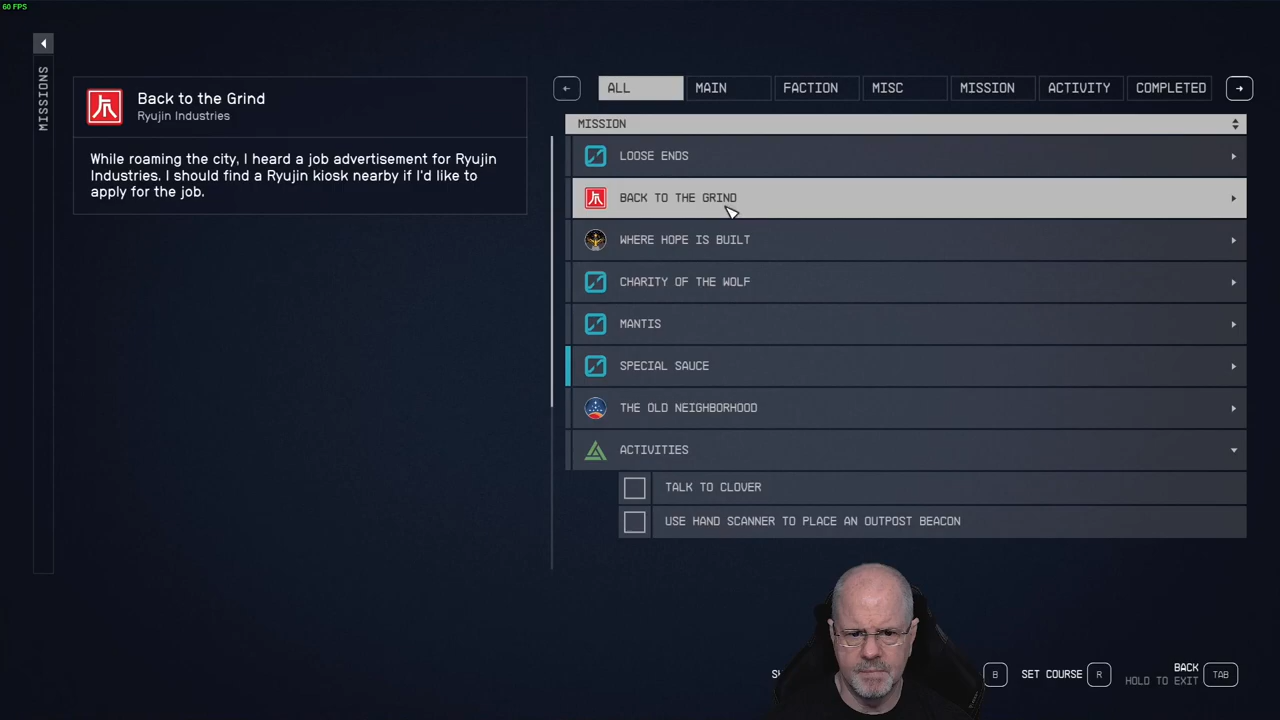 60 FPS
MISSIONS
Back to the Grind
Ryujin Industries
While roaming the city, I heard a job advertisement for Ryujin
Industries. I should find a Ryujin kiosk nearby if I'd like to
apply for the job.
ALL
MAIN
FACTION
MISC
MISSION
ACTIVITY
COMPLETED
MISSION
LOOSE ENDS
BACK TO THE GRIND
WHERE HOPE IS BUILT
CHARITY OF THE WOLF
MANTIS
SPECIAL SAUCE
THE OLD NEIGHBORHOOD
ACTIVITIES
TALK TO CLOVER
USE HAND SCANNER TO PLACE AN OUTPOST BEACON
B
SET COURSE R
BACK
HOLD TO EXIT
TAB